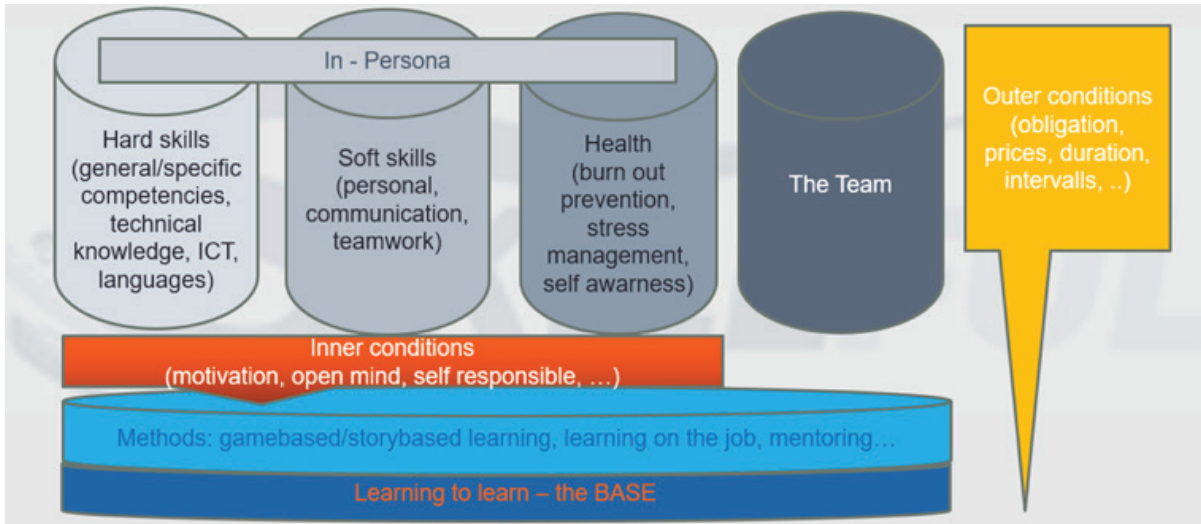 In - Persona
Hard skills
(general/specific
competencies,
technical
knowledge, ICT,
languages)
Soft skills
(personal,
communication,
teamwork)
Health
(burn out
prevention,
stress
management,
self awarness)
The Team
Outer conditions
(obligation,
prices, duration,
intervalls, ..)
Inner conditions
(motivation, open mind, self responsible, …)
Methods: gamebased/storybased learning, learning on the job, mentoring…
Learning to learn – the BASE